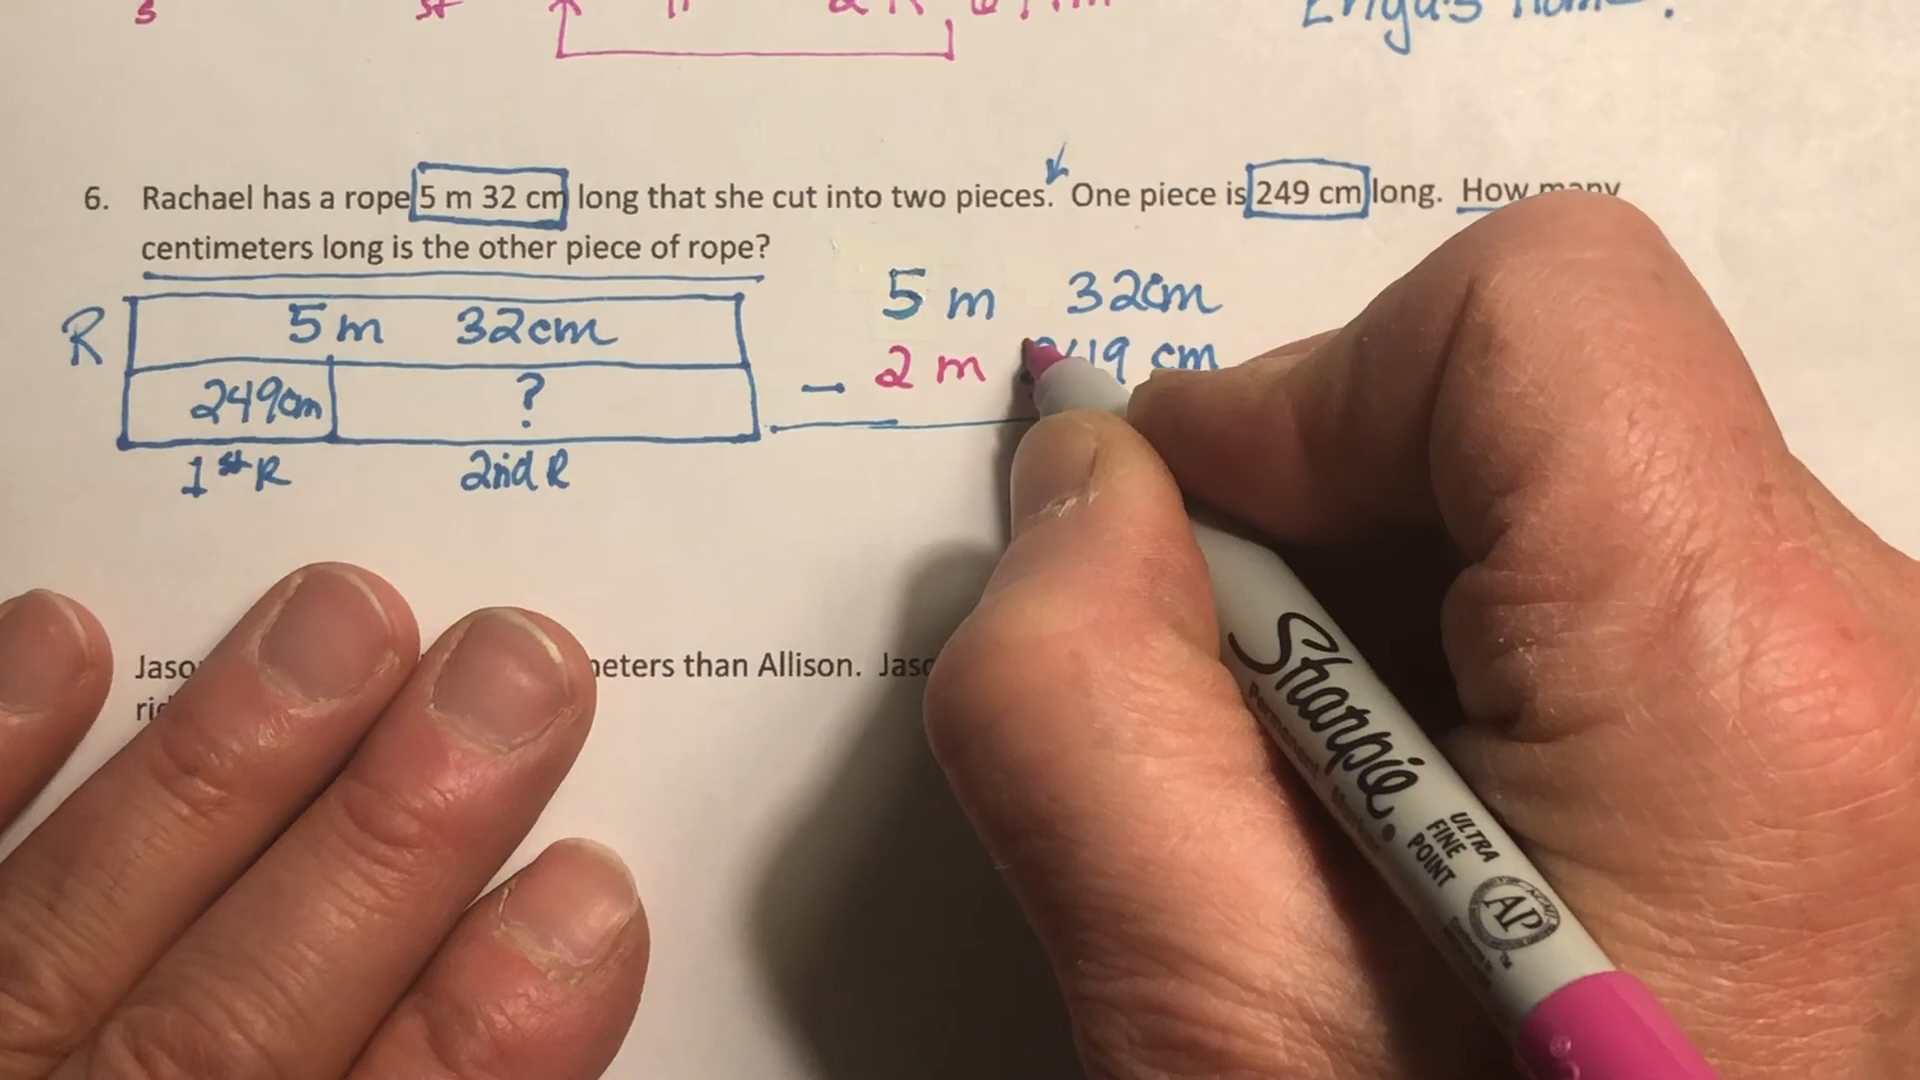 6. Rachael has a rope 5 m 32 cm long that she cut into two pieces. One piece is 249 cm long. How many
centimeters long is the other piece of rope?
5 m 32cm
R 5m 32cm
- 2 m 249 cm
249cm ?
1st R 2nd R
than Allison.
Sharpie.
ULTRA
FINE
POINT
AP